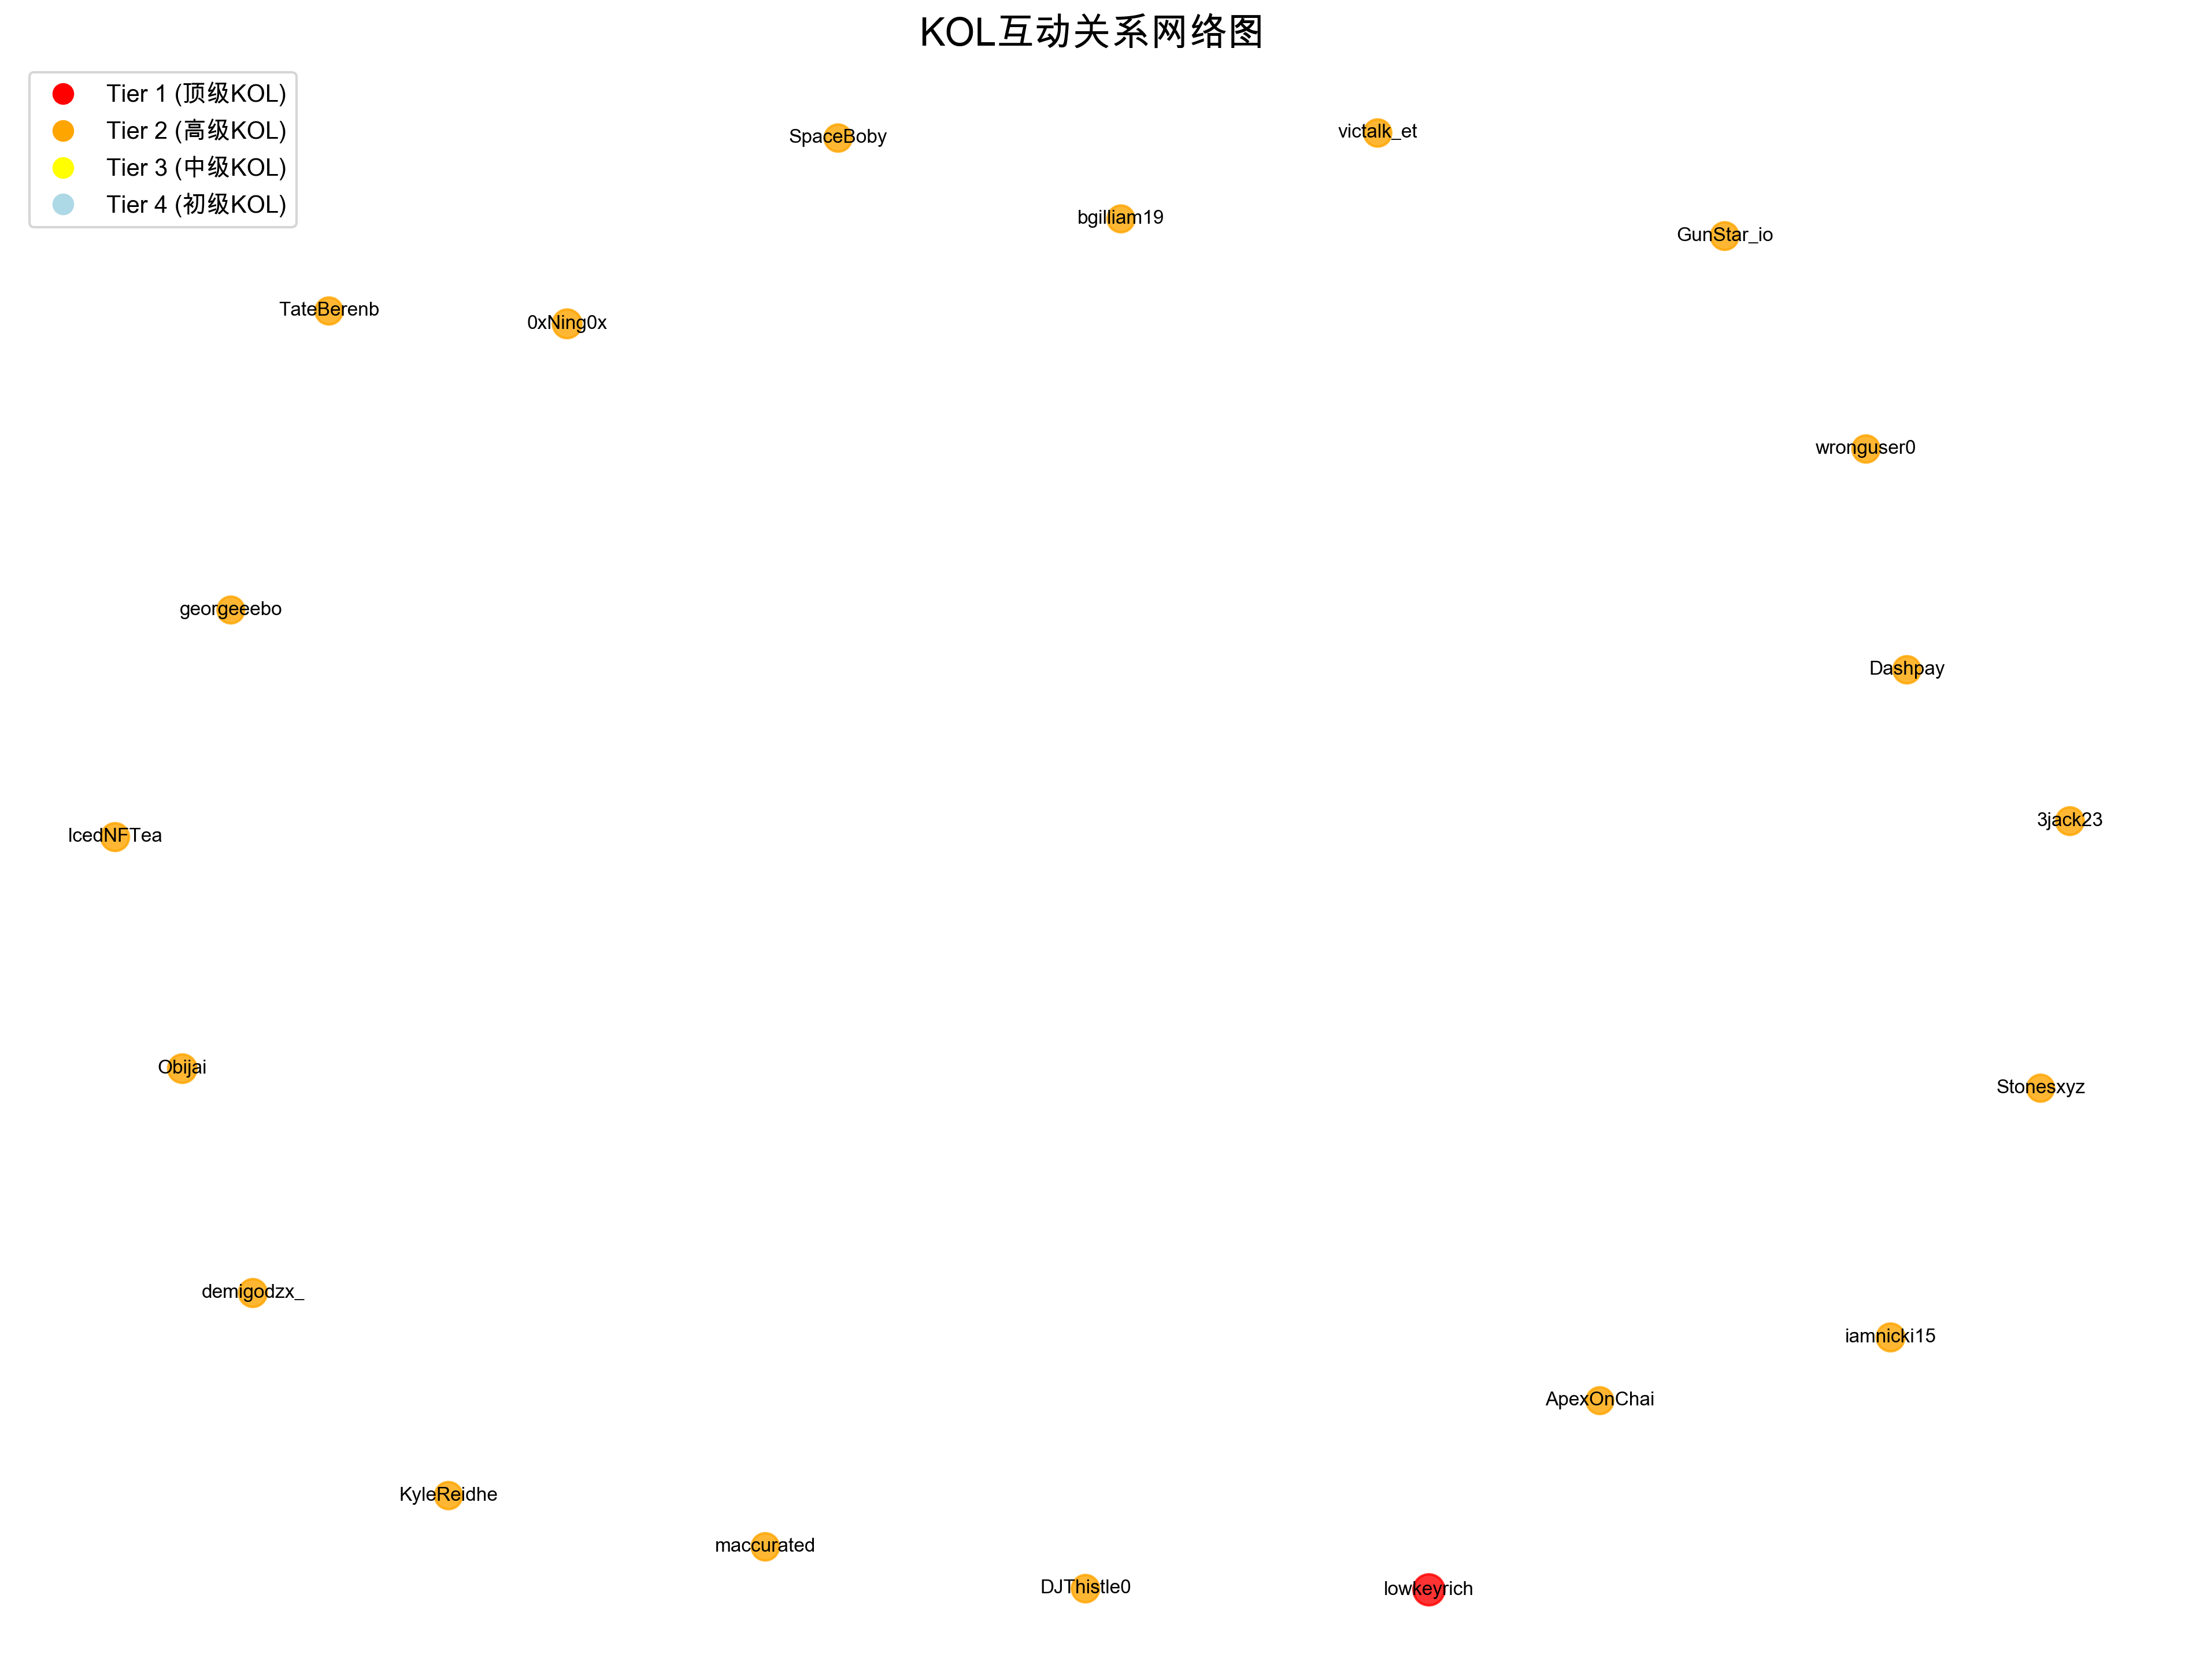 KOL互动关系网络图
Tier 1 (顶级KOL)
Tier 2 (高级KOL)
Tier 3 (中级KOL)
Tier 4 (初级KOL)
SpaceBoby
victalk_et
bgilliam19
GunStar_io
TateBerenb
0xNing0x
wronguser0
georgeeebo
Dashpay
3jack23
IcedNFTea
Obijai
Stonesxyz
demigodzx_
iamnicki15
ApexOnChai
KyleReidhe
maccurated
DJThistle0
lowkeyrich